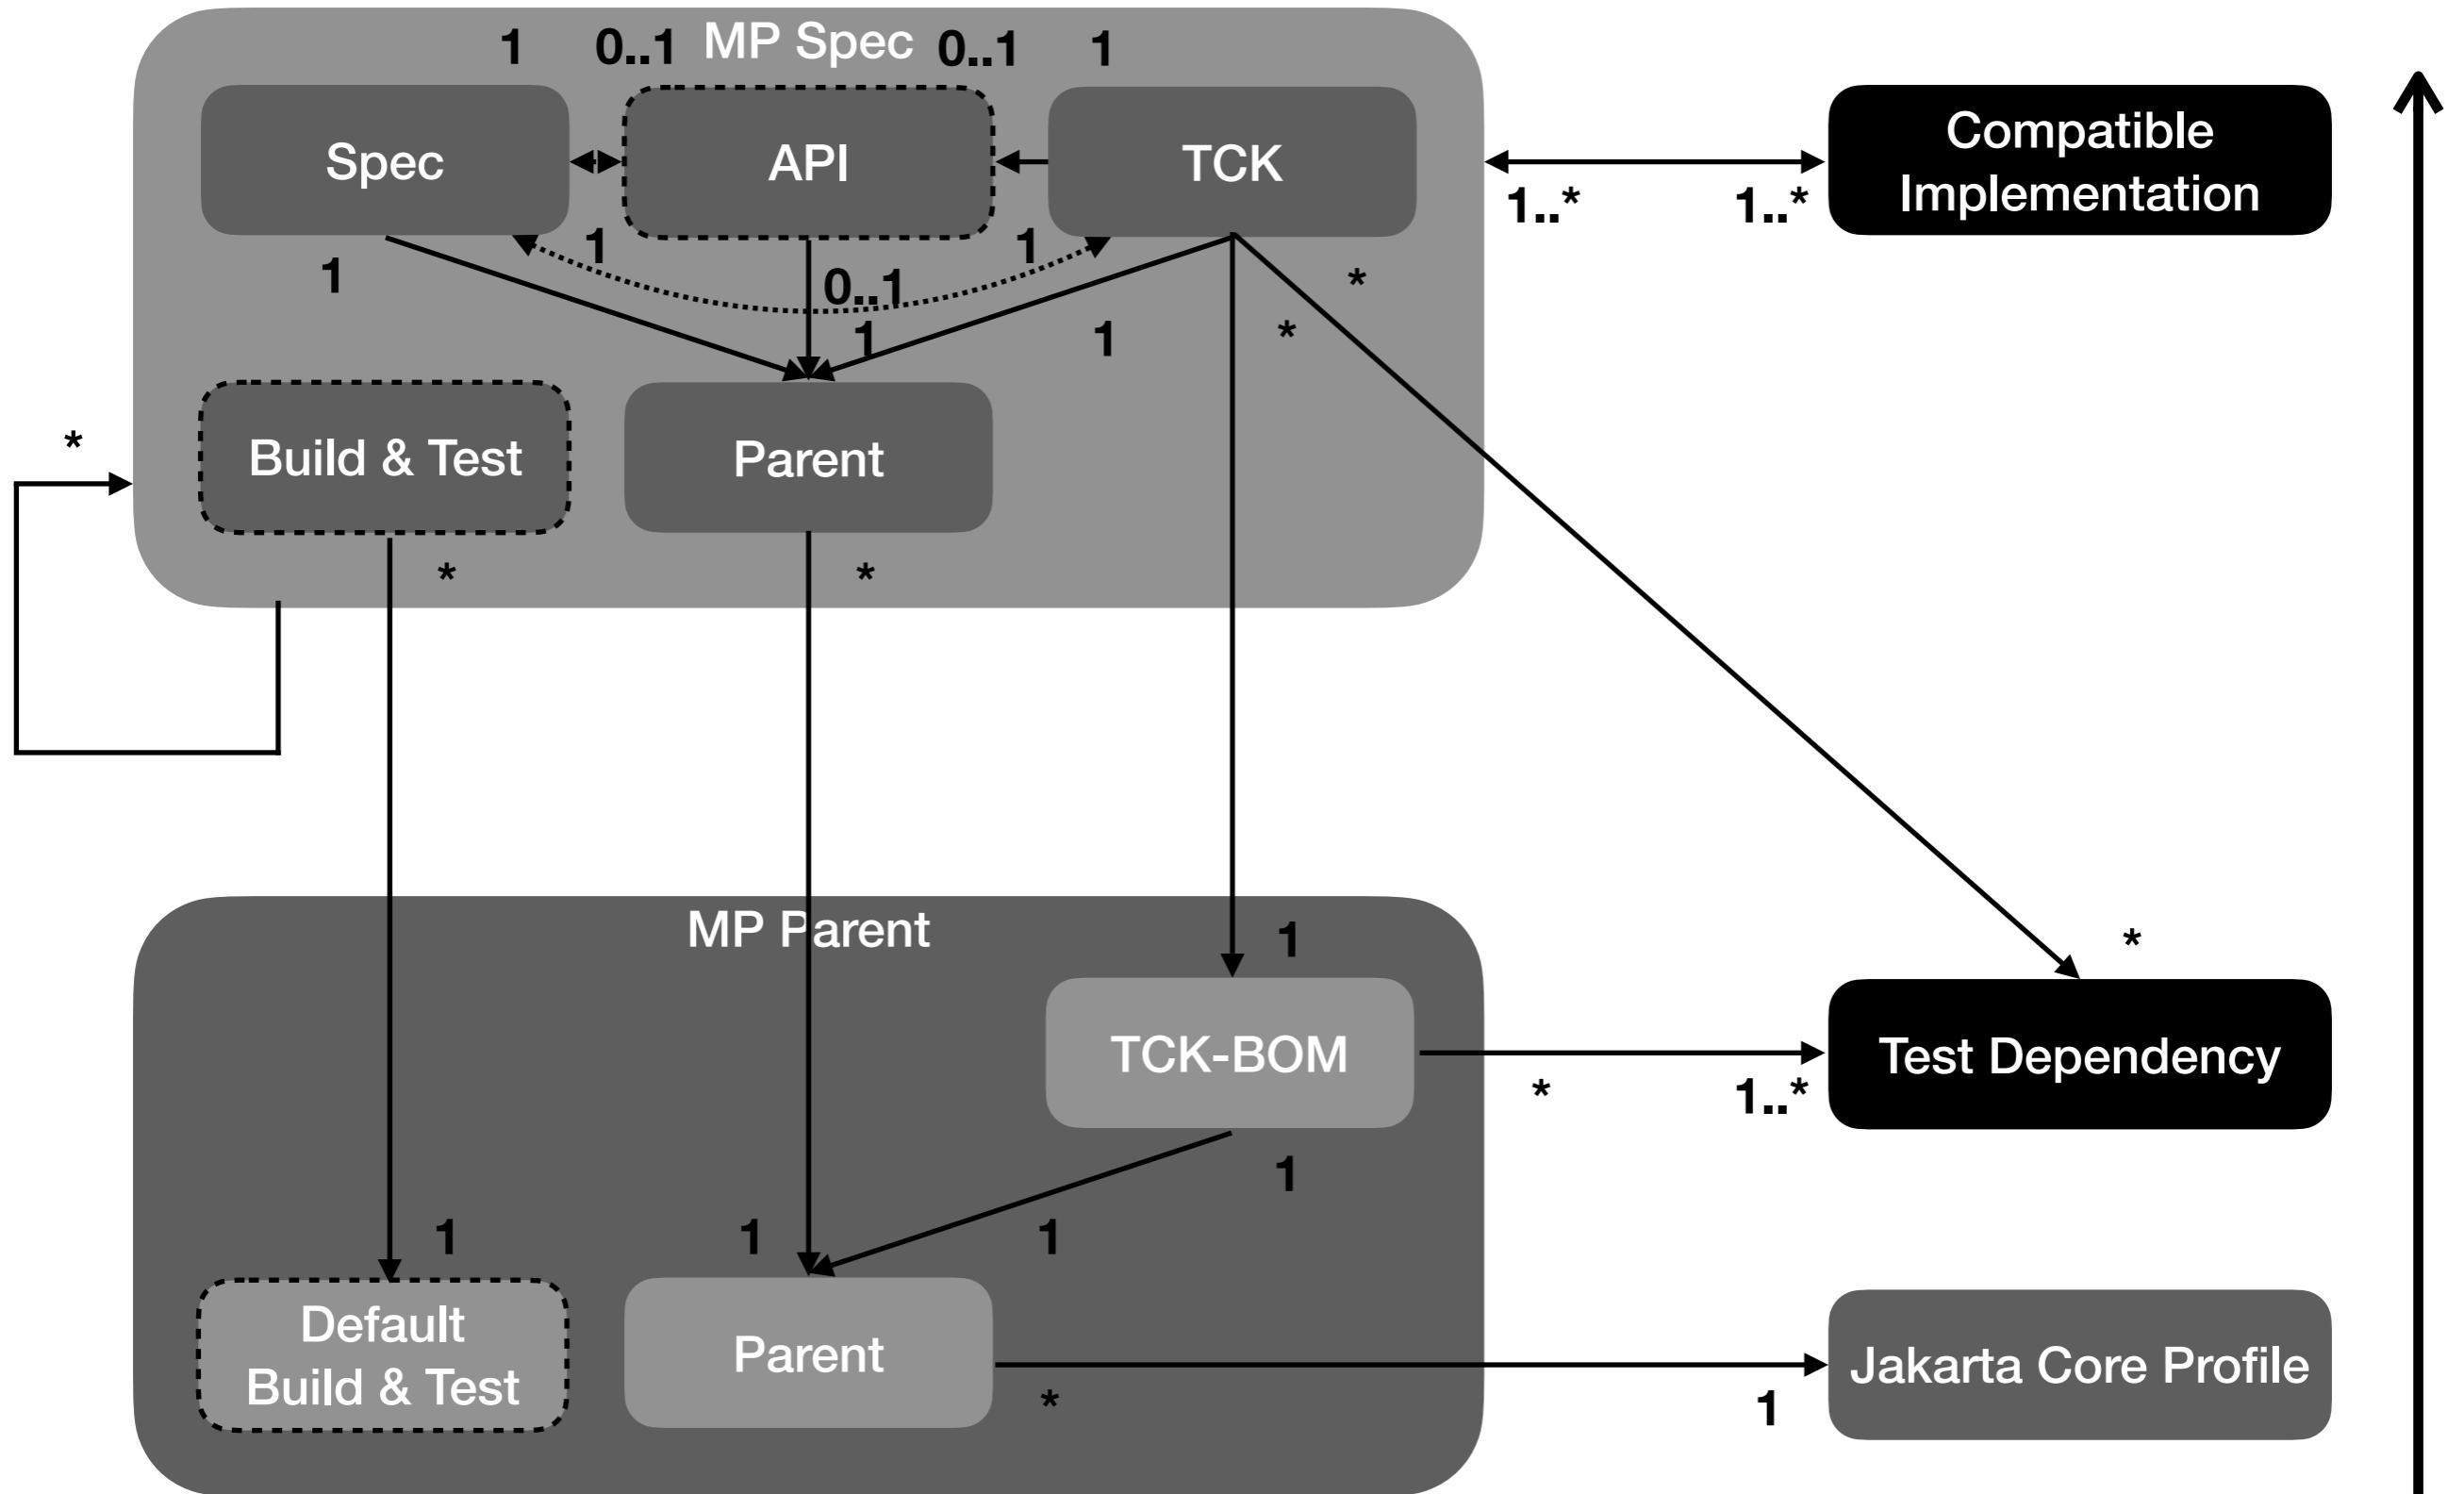 1
0..1
MP Spec
0..1
1
Spec
API
TCK
Compatible
Implementation
1..*
1..*
1
1
1
0..1
*
1
1
*
*
Build & Test
Parent
*
*
MP Parent
1
*
TCK-BOM
Test Dependency
*
1..*
1
1
1
1
Default
Build & Test
Parent
Jakarta Core Profile
*
1